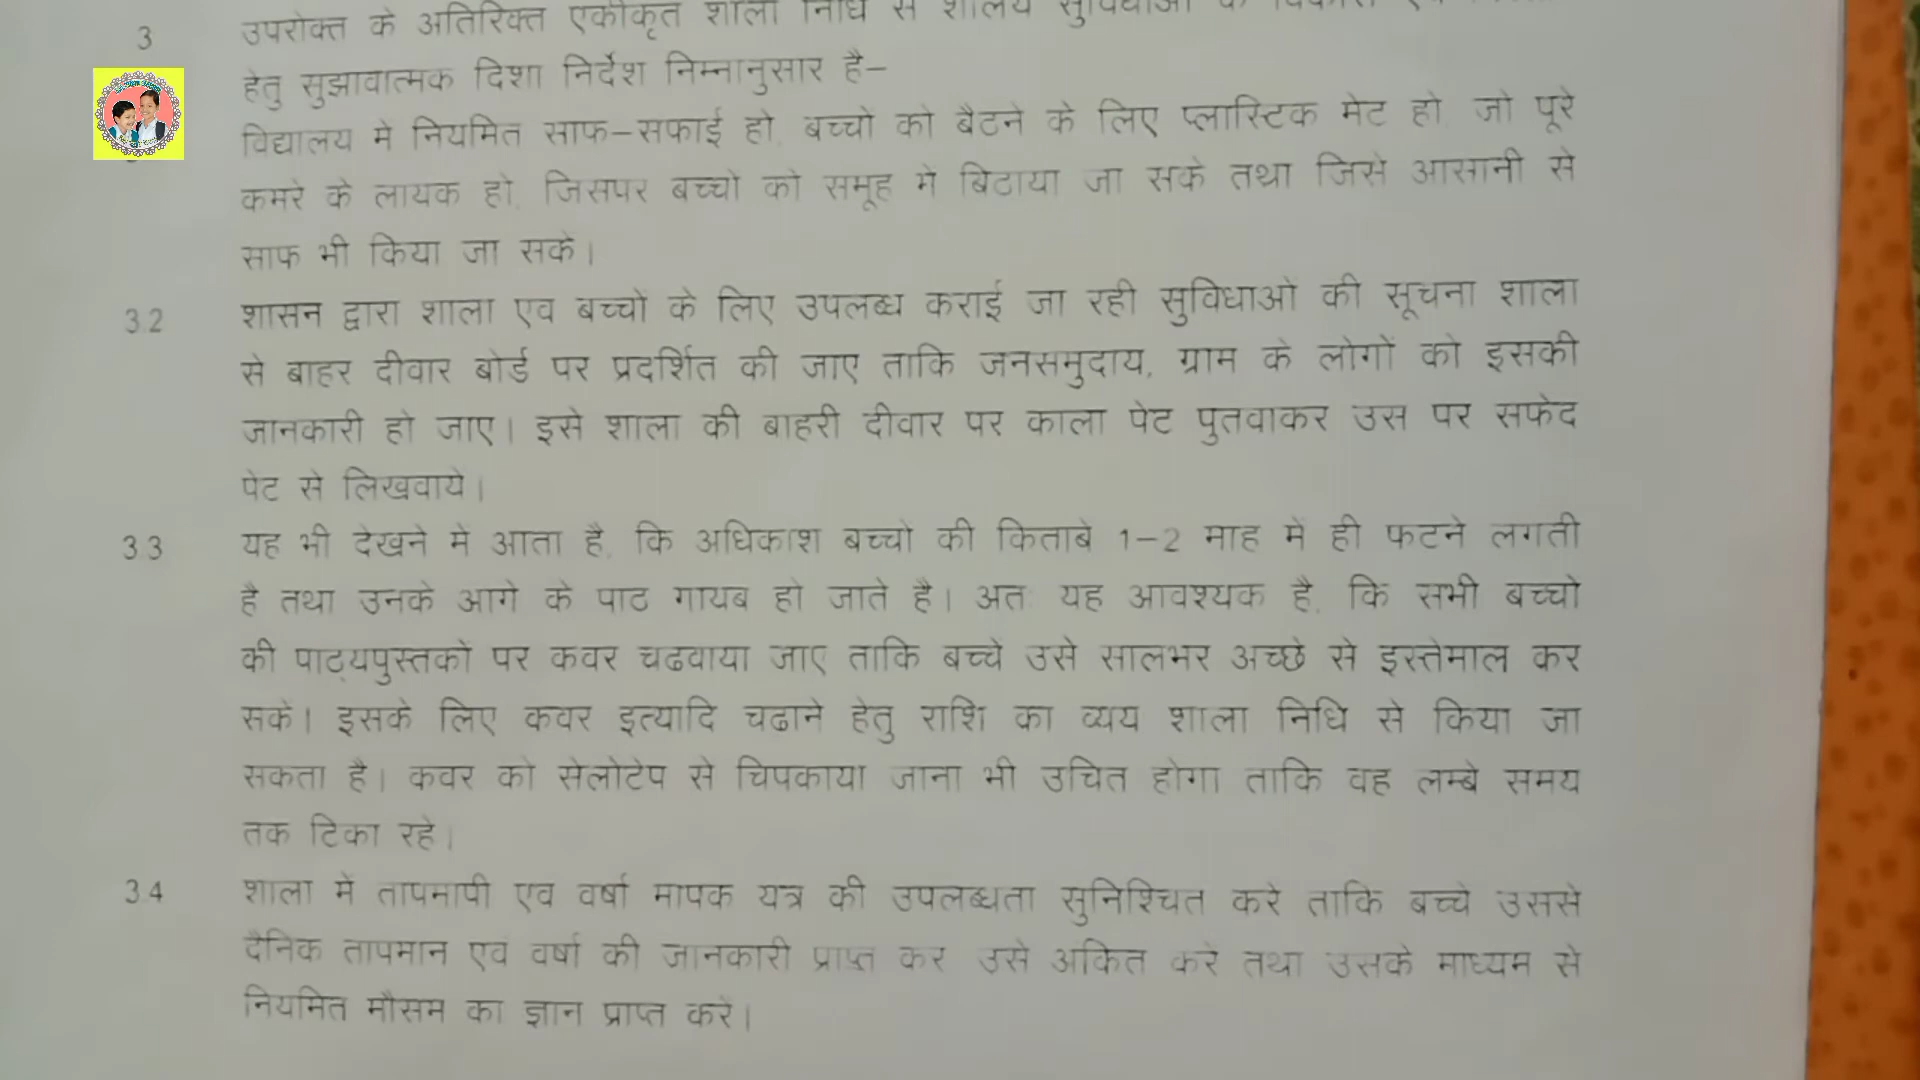 3 उपरोक्त के अतिरिक्त एकीकृत शाला निधि से शालेय सुविधाओं के
हेतु सुझावात्मक दिशा निर्देश निम्नानुसार है–
विद्यालय में नियमित साफ–सफाई हो, बच्चों को बैठने के लिए प्लास्टिक मेट हो, जो पूरे
कमरे के लायक हो, जिसपर बच्चो को समूह में बिठाया जा सके तथा जिसे आसानी से
साफ भी किया जा सके।
3.2 शासन द्वारा शाला एवं बच्चों के लिए उपलब्ध कराई जा रही सुविधाओं की सूचना शाला
से बाहर दीवार बोर्ड पर प्रदर्शित की जाए ताकि जनसमुदाय, ग्राम के लोगों को इसकी
जानकारी हो जाए। इसे शाला की बाहरी दीवार पर काला पेंट पुतवाकर उस पर सफेद
पेंट से लिखवाये।
3.3 यह भी देखने में आता है, कि अधिकांश बच्चो की किताबें 1–2 माह में ही फटने लगती
है तथा उनके आगे के पाठ गायब हो जाते है। अतः यह आवश्यक है, कि सभी बच्चों
की पाठ्यपुस्तकों पर कवर चढवाया जाए ताकि बच्चे उसे सालभर अच्छे से इस्तेमाल कर
सकें। इसके लिए कवर इत्यादि चढाने हेतु राशि का व्यय शाला निधि से किया जा
सकता है। कवर को सेलोटेप से चिपकाया जाना भी उचित होगा ताकि वह लम्बे समय
तक टिका रहे।
3.4 शाला में तापमापी एवं वर्षा मापक यंत्र की उपलब्धता सुनिश्चित करें ताकि बच्चे उससे
दैनिक तापमान एवं वर्षा की जानकारी प्राप्त कर उसे अंकित करें तथा उसके माध्यम से
नियमित मौसम का ज्ञान प्राप्त करें।